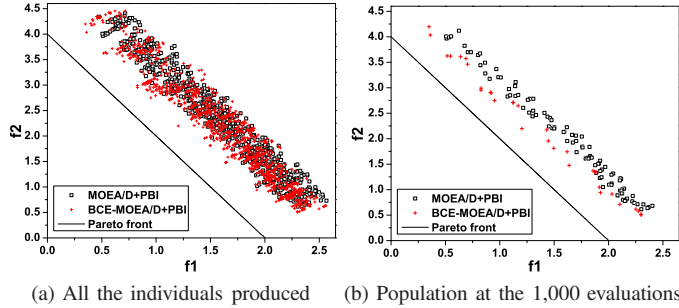 4.5
4.0
3.5
3.0
2.5
2.0
1.5
1.0
0.5
0.0
f2
MOEA/D+PBI
BCE-MOEA/D+PBI
Pareto front
0.0 0.5 1.0 1.5 2.0 2.5
f1
(a) All the individuals produced
4.5
4.0
3.5
3.0
2.5
2.0
1.5
1.0
0.5
0.0
f2
MOEA/D+PBI
BCE-MOEA/D+PBI
Pareto front
0.0 0.5 1.0 1.5 2.0 2.5
f1
(b) Population at the 1,000 evaluations